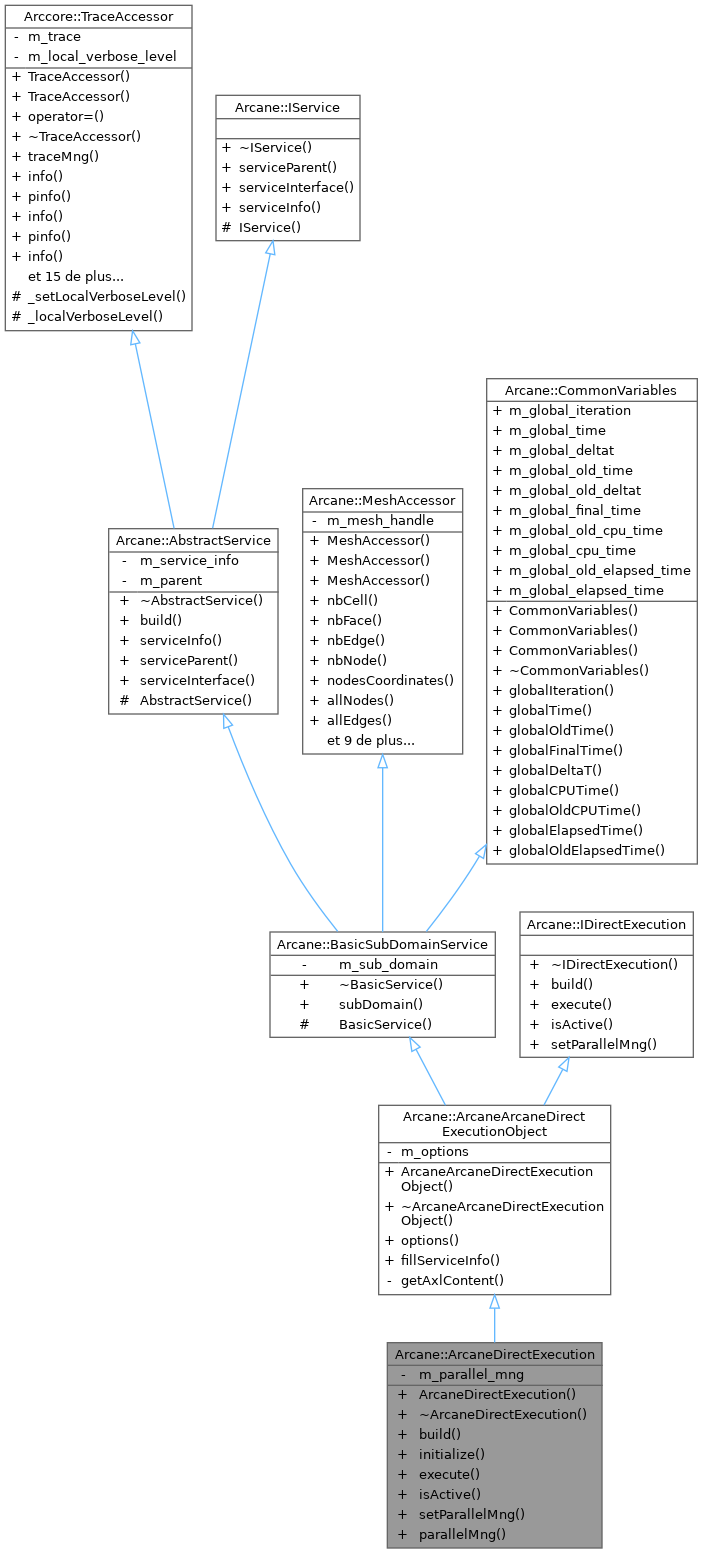 Arccore::TraceAccessor
- m_trace
- m_local_verbose_level
+ TraceAccessor()
+ TraceAccessor()
+ operator=()
+ ~TraceAccessor()
+ traceMng()
+ info()
+ pinfo()
+ info()
+ pinfo()
+ info()
et 15 de plus...
# _setLocalVerboseLevel()
# _localVerboseLevel()
Arcane::IService
+ ~IService()
+ serviceParent()
+ serviceInterface()
+ serviceInfo()
# IService()
Arcane::CommonVariables
+ m_global_iteration
+ m_global_time
+ m_global_deltat
+ m_global_old_time
+ m_global_old_deltat
+ m_global_final_time
+ m_global_old_cpu_time
+ m_global_cpu_time
+ m_global_old_elapsed_time
+ m_global_elapsed_time
+ CommonVariables()
+ CommonVariables()
+ CommonVariables()
+ ~CommonVariables()
+ globalIteration()
+ globalTime()
+ globalOldTime()
+ globalFinalTime()
+ globalDeltaT()
+ globalCPUTime()
+ globalOldCPUTime()
+ globalElapsedTime()
+ globalOldElapsedTime()
Arcane::MeshAccessor
- m_mesh_handle
+ MeshAccessor()
+ MeshAccessor()
+ MeshAccessor()
+ nbCell()
+ nbFace()
+ nbEdge()
+ nbNode()
+ nodesCoordinates()
+ allNodes()
+ allEdges()
et 9 de plus...
Arcane::AbstractService
- m_service_info
- m_parent
+ ~AbstractService()
+ build()
+ serviceInfo()
+ serviceParent()
+ serviceInterface()
# AbstractService()
Arcane::BasicSubDomainService
- m_sub_domain
+ ~BasicService()
+ subDomain()
# BasicService()
Arcane::IDirectExecution
+ ~IDirectExecution()
+ build()
+ execute()
+ isActive()
+ setParallelMng()
Arcane::ArcaneArcaneDirect
ExecutionObject
- m_options
+ ArcaneArcaneDirectExecution
Object()
+ ~ArcaneArcaneDirectExecution
Object()
+ options()
+ fillServiceInfo()
- getAxlContent()
Arcane::ArcaneDirectExecution
- m_parallel_mng
+ ArcaneDirectExecution()
+ ~ArcaneDirectExecution()
+ build()
+ initialize()
+ execute()
+ isActive()
+ setParallelMng()
+ parallelMng()